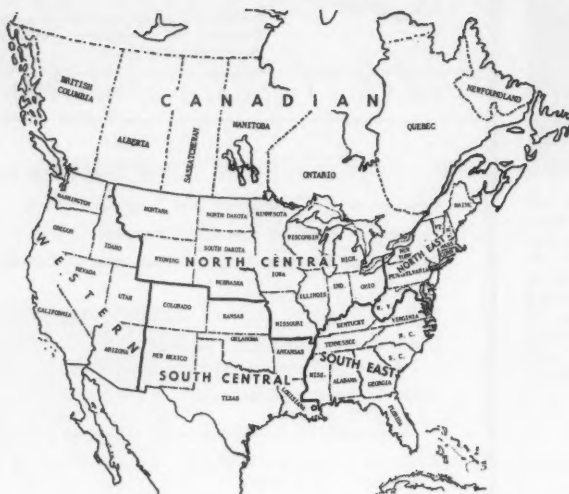 BRITISH
COLUMBIA
ALBERTA
SASKATCHEWAN
MANITOBA
CANADIAN
ONTARIO
QUEBEC
NEWFOUNDLAND
WASHINGTON
OREGON
IDAHO
MONTANA
WYOMING
NEVADA
UTAH
CALIFORNIA
ARIZONA
WESTERN
NORTH DAKOTA
SOUTH DAKOTA
NEBRASKA
MINNESOTA
WISCONSIN
IOWA
MICH.
ILLINOIS
IND.
OHIO
MISSOURI
NORTH CENTRAL
COLORADO
KANSAS
NEW MEXICO
OKLAHOMA
ARKANSAS
TEXAS
LOUISIANA
SOUTH CENTRAL
MAINE
VT.
NEW
YORK
PENNSYLVANIA
NORTH EAST
KENTUCKY
VIRGINIA
TENNESSEE
N.C.
S.C.
MISS.
ALABAMA
GEORGIA
FLORIDA
SOUTH EAST